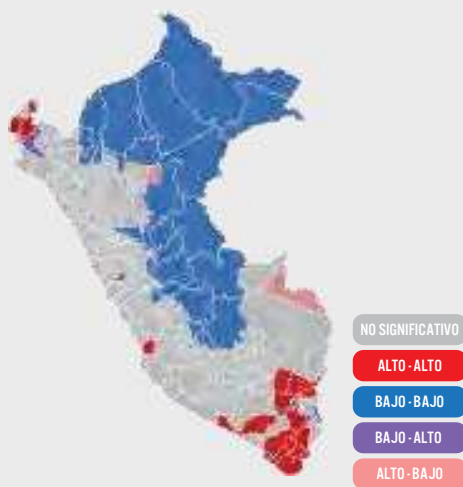 NO SIGNIFICATIVO
ALTO - ALTO
BAJO - BAJO
BAJO - ALTO
ALTO - BAJO